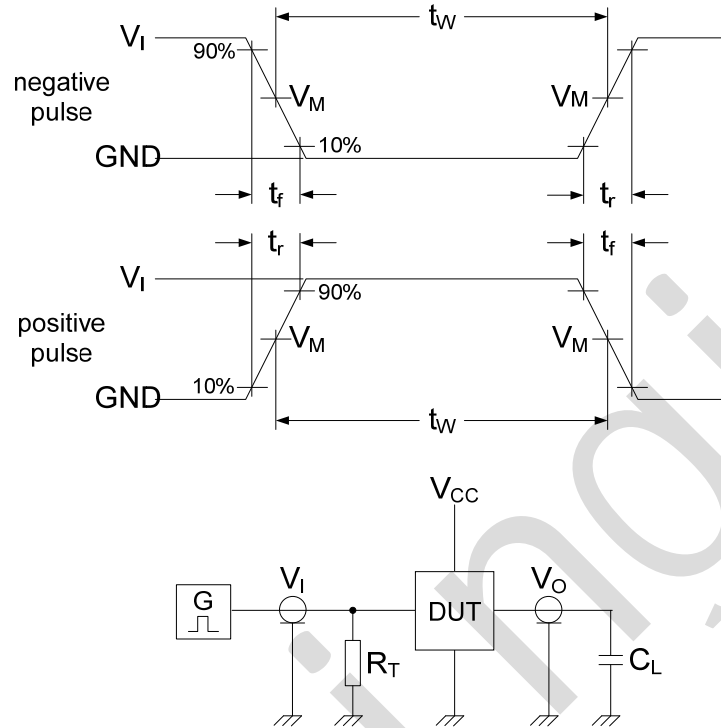 tW
VI
90%
negative
pulse
VM
VM
GND
10%
tf
tr
tr
tf
VI
90%
positive
pulse
VM
VM
10%
GND
tW
VCC
G
VI
DUT
VO
RT
CL